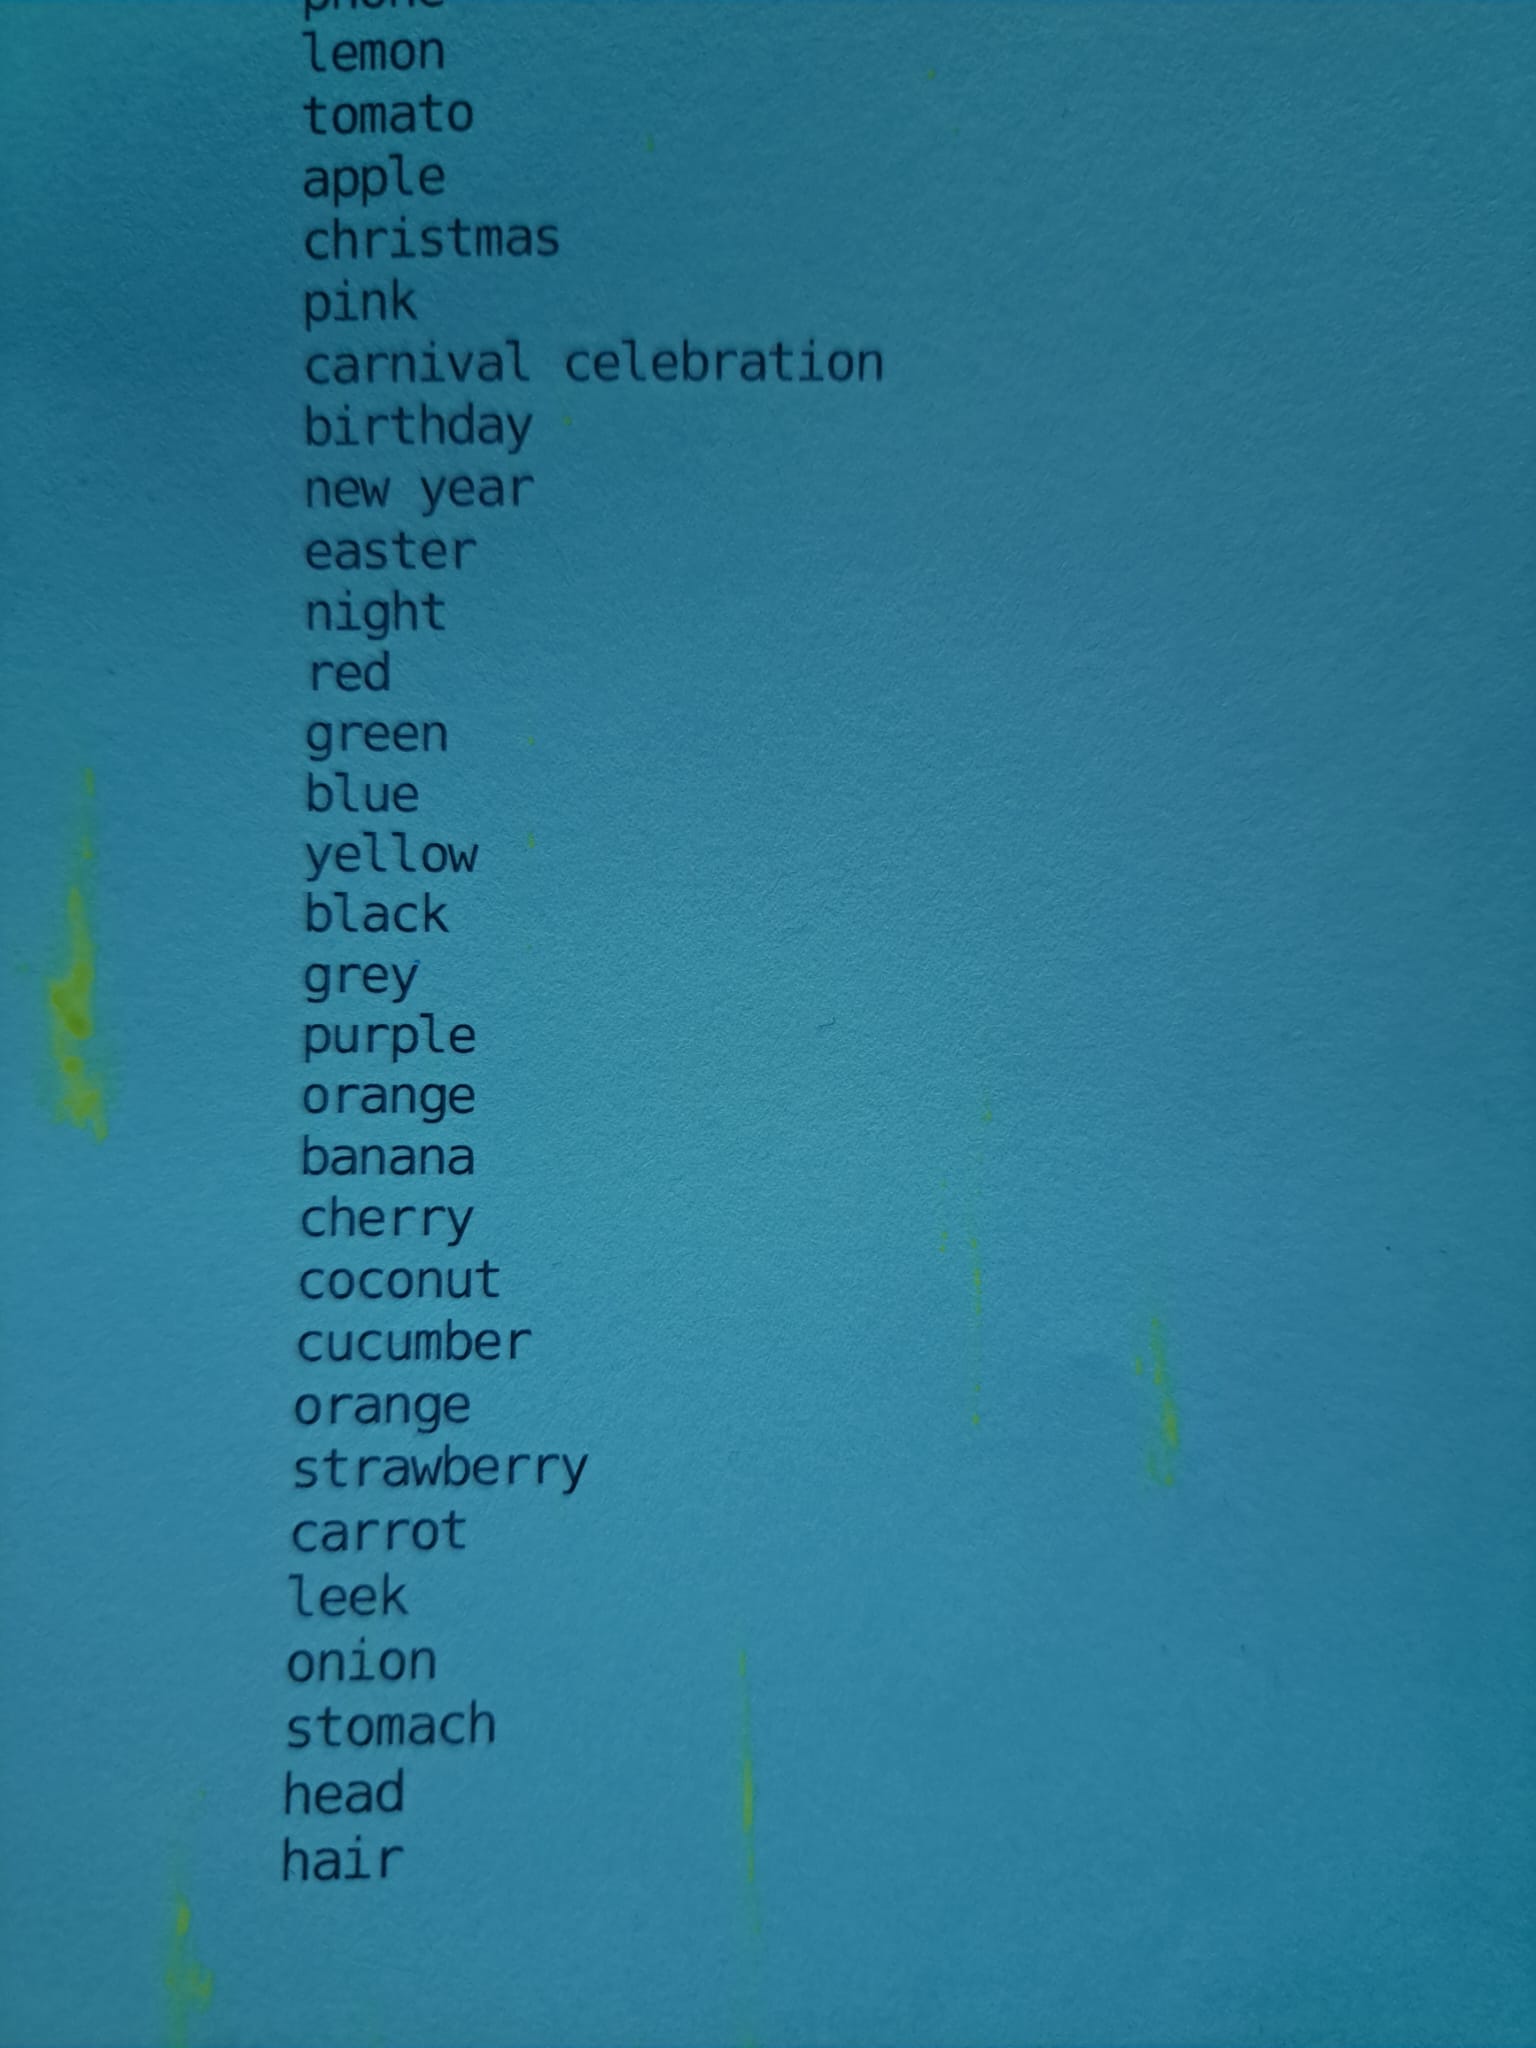 phone
lemon
tomato
apple
christmas
pink
carnival celebration
birthday
new year
easter
night
red
green
blue
yellow
black
grey
purple
orange
banana
cherry
coconut
cucumber
orange
strawberry
carrot
leek
onion
stomach
head
hair